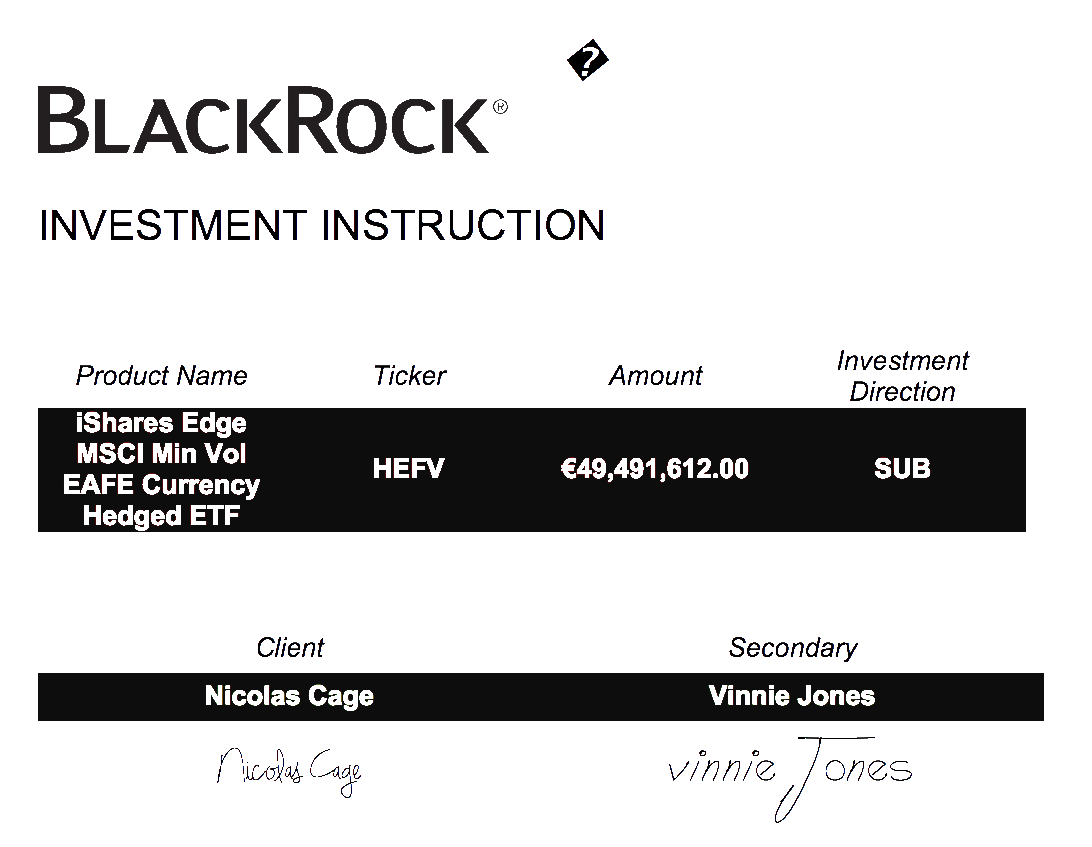 �
BLACKROCK®
INVESTMENT INSTRUCTION
Product Name Ticker Amount Investment Direction
iShares Edge
MSCI Min Vol
EAFE Currency
Hedged ETF
HEFV €49,491,612.00 SUB
Client Secondary
Nicolas Cage Vinnie Jones
Nicolas Cage vinnie Jones